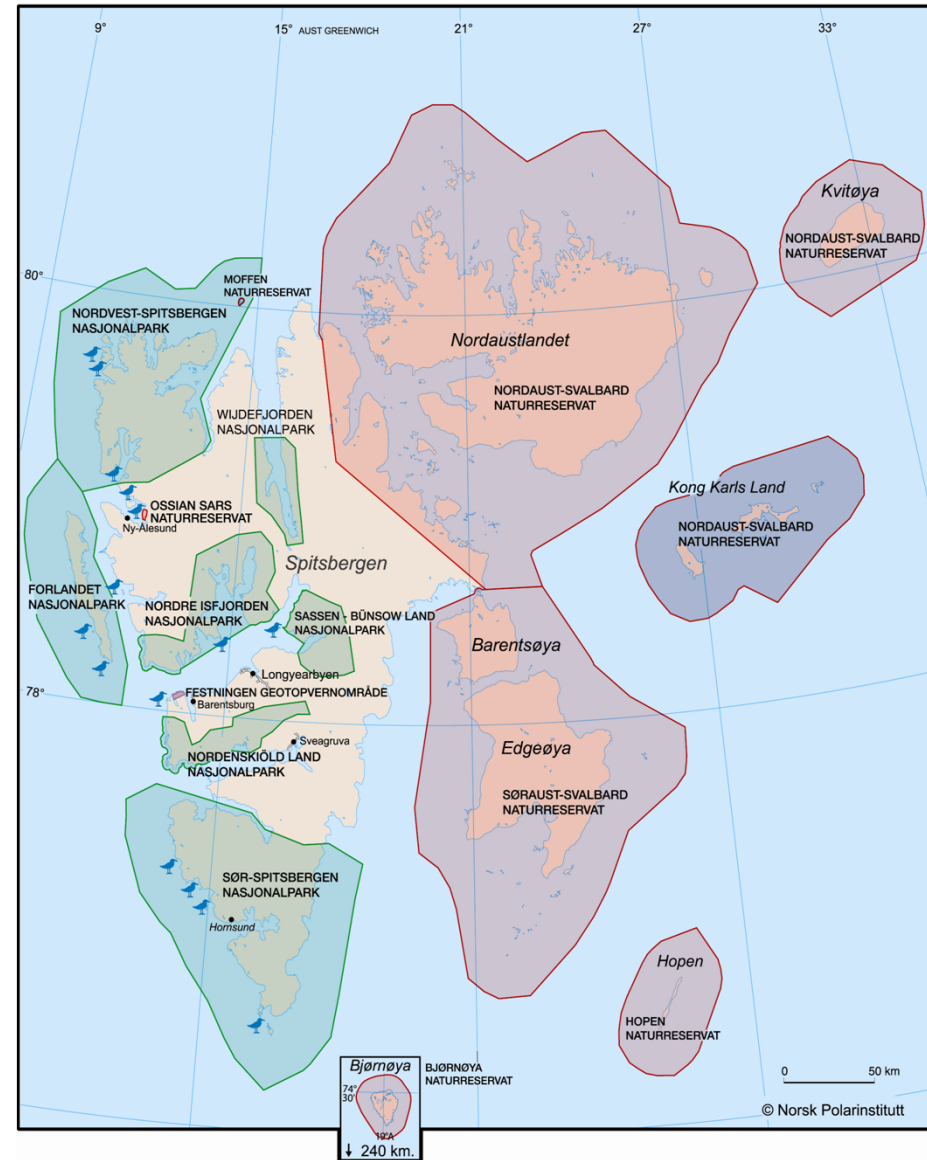 9°
15° AUST GREENWICH
21°
27°
33°
Kvitøya
NORDAUST-SVALBARD
NATURRESERVAT
80°
MOFFEN
NATURRESERVAT
NORDVEST-SPITSBERGEN
NASJONALPARK
Nordaustlandet
NORDAUST-SVALBARD
NATURRESERVAT
WIJDEFJORDEN
NASJONALPARK
Kong Karls Land
NORDAUST-SVALBARD
NATURRESERVAT
OSSIAN SARS
NATURRESERVAT
Ny-Ålesund
Spitsbergen
FORLANDET
NASJONALPARK
NORDRE ISFJORDEN
NASJONALPARK
SASSEN - BÜNSOW LAND
NASJONALPARK
Barentsøya
Longyearbyen
78°
FESTNINGEN GEOTOPVERNOMRÅDE
Barentsburg
Sveagruva
NORDENSKIÖLD LAND
NASJONALPARK
Edgeøya
SØRAUST-SVALBARD
NATURRESERVAT
SØR-SPITSBERGEN
NASJONALPARK
Hornsund
Hopen
HOPEN
NATURRESERVAT
Bjørnøya
74°
30'
19°A
↓ 240 km.
BJØRNØYA
NATURRESERVAT
0 50 km
© Norsk Polarinstitutt